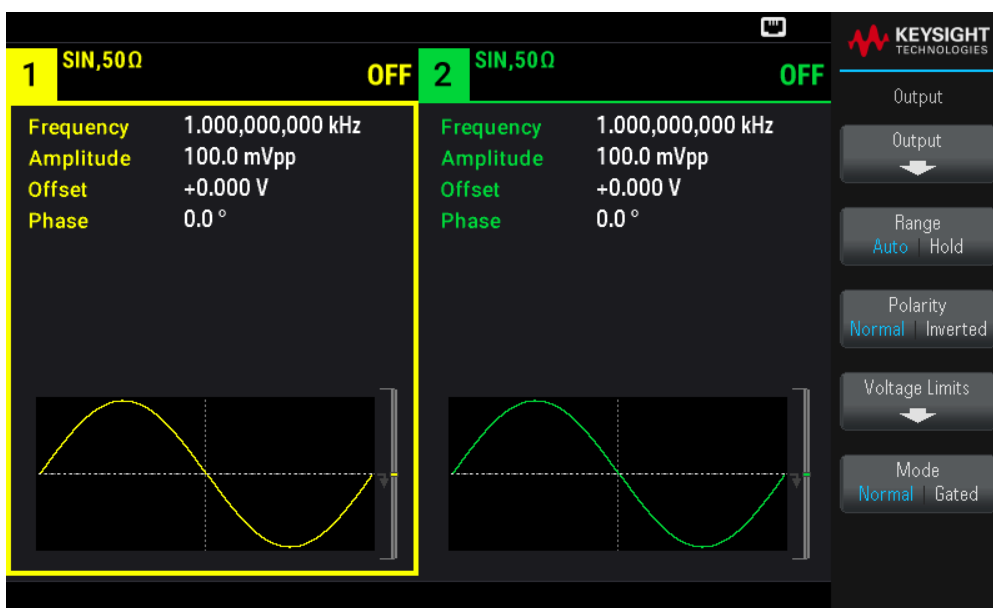 KEYSIGHT
TECHNOLOGIES
1 SIN,50Ω OFF
2 SIN,50Ω OFF
Frequency 1.000,000,000 kHz
Amplitude 100.0 mVpp
Offset +0.000 V
Phase 0.0 °
Frequency 1.000,000,000 kHz
Amplitude 100.0 mVpp
Offset +0.000 V
Phase 0.0 °
Output
Output
Range
Auto | Hold
Polarity
Normal | Inverted
Voltage Limits
Mode
Normal | Gated